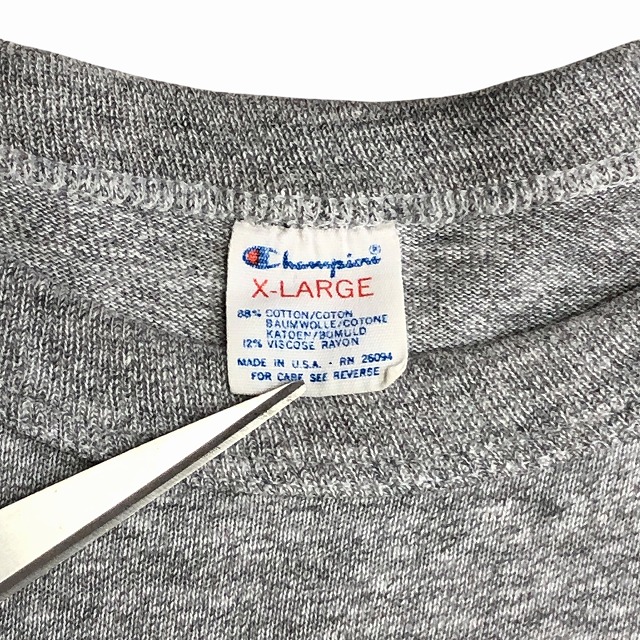 Champion®
X-LARGE
88% COTTON/COTON
BAUMWOLLE/COTONE
KATOEN/BOMULD
12% VISCOSE RAYON
MADE IN U.S.A. · RN 26094
FOR CARE SEE REVERSE